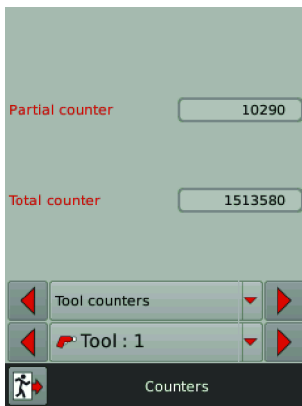 Partial counter 10290
Total counter 1513580
Tool counters
Tool : 1
Counters